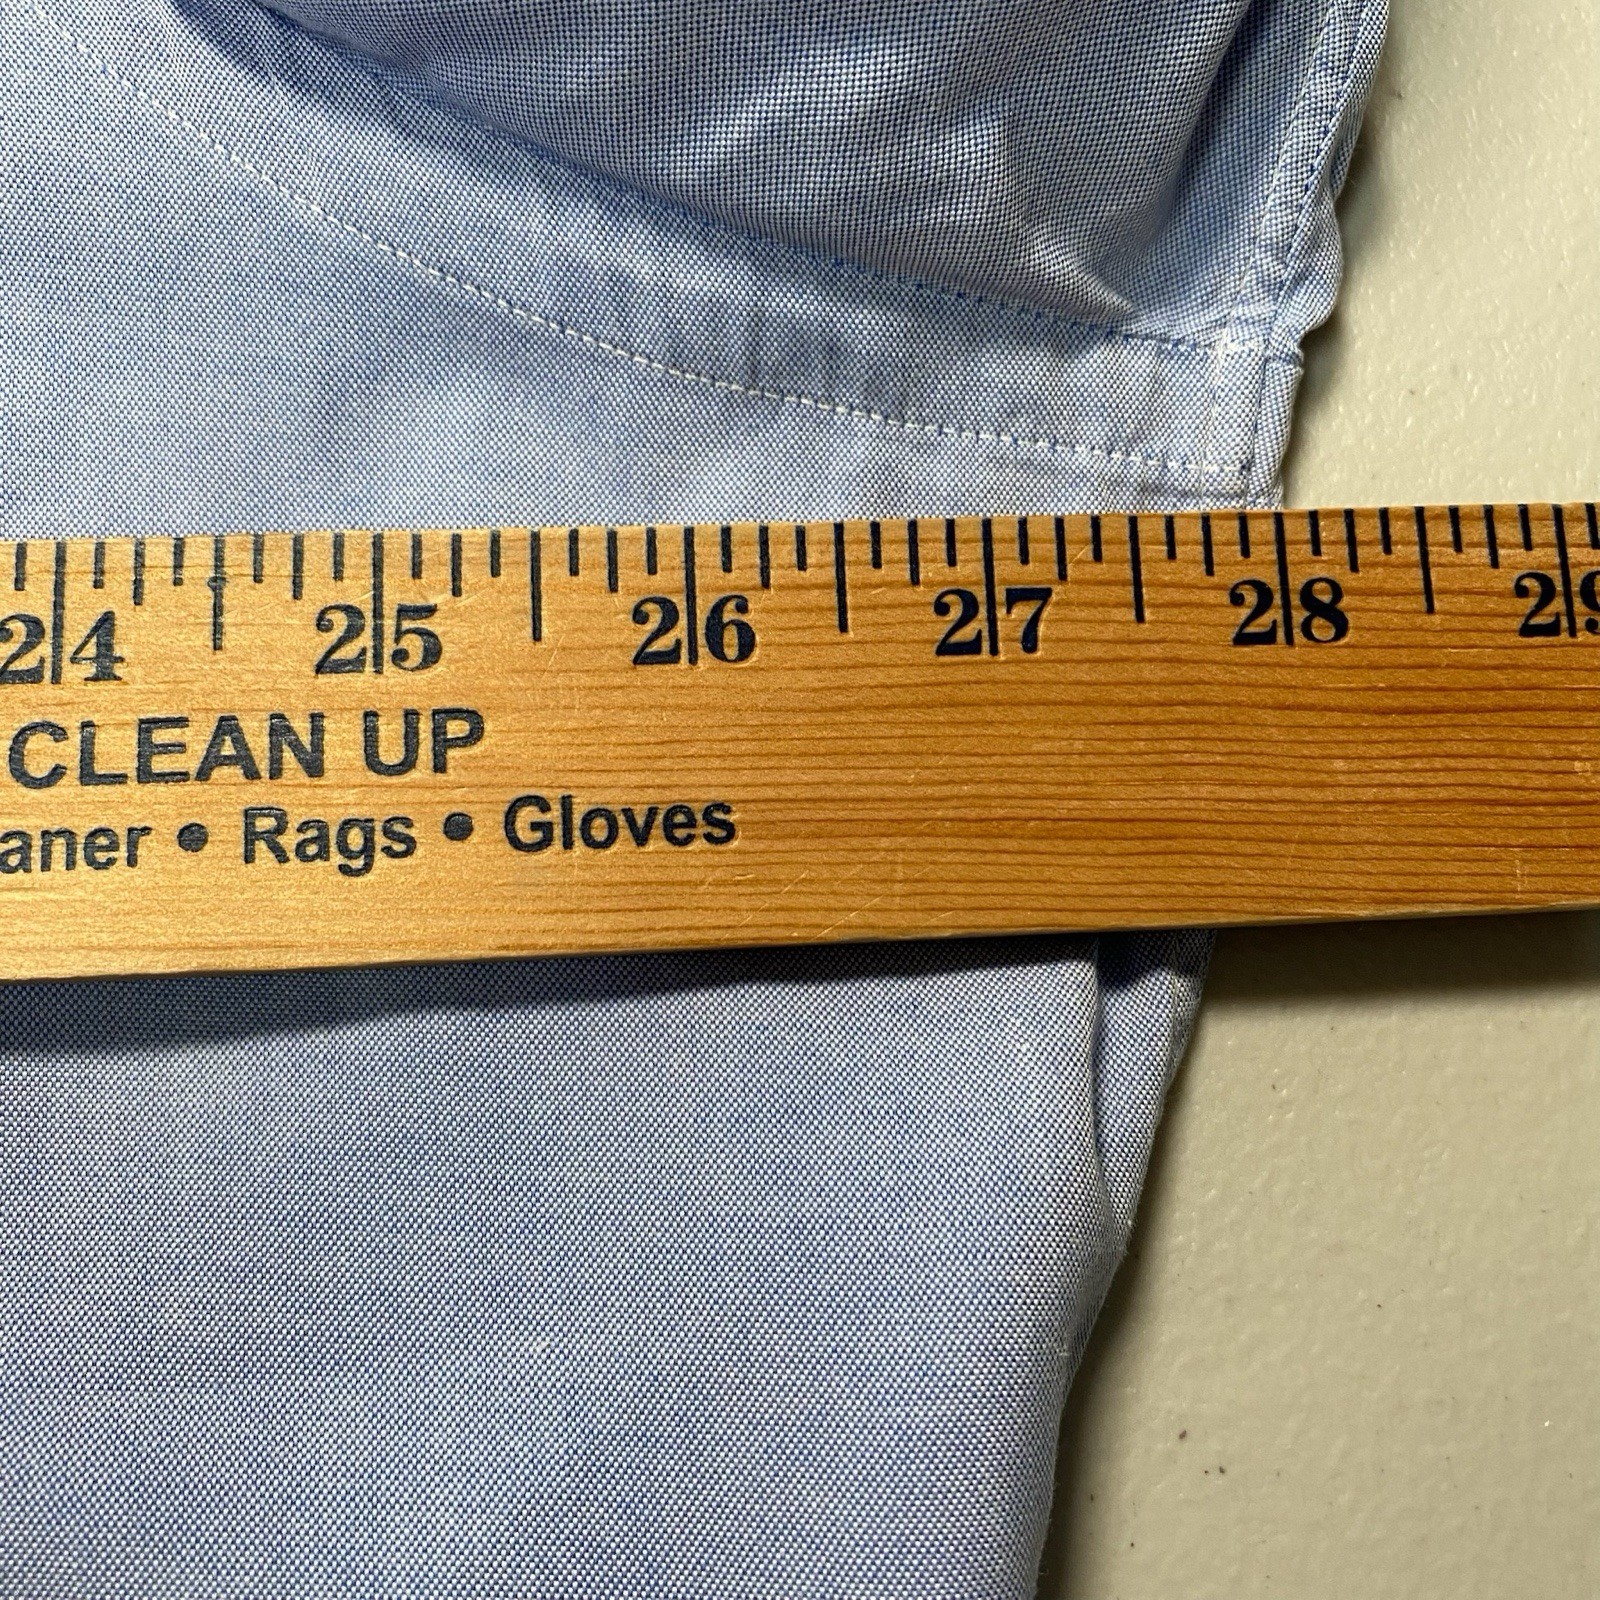 24 25 26 27 28 29
CLEAN UP
aner • Rags • Gloves